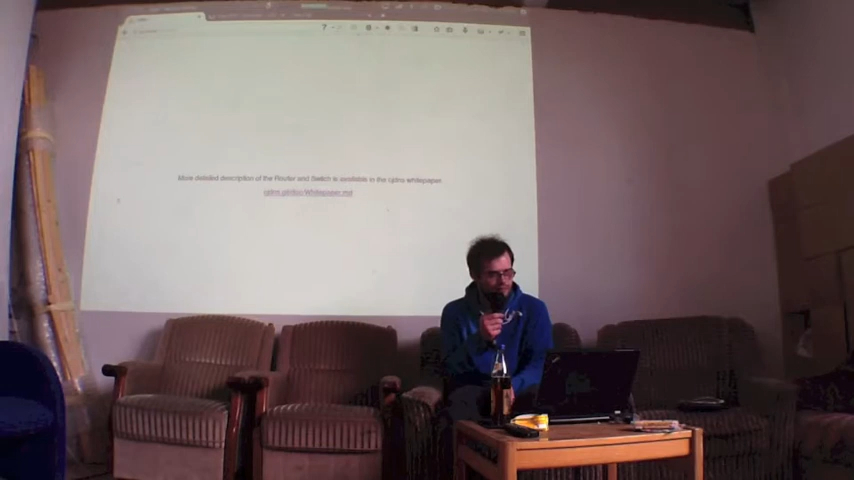 More detailed description of the Router and Switch is available in the cjdns whitepaper
cjdns.git/doc/Whitepaper.md